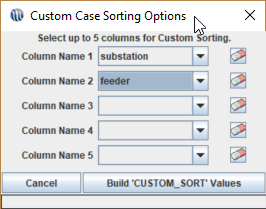 Custom Case Sorting Options
Select up to 5 columns for Custom Sorting.
Column Name 1 substation
Column Name 2 feeder
Column Name 3
Column Name 4
Column Name 5
Cancel Build 'CUSTOM_SORT' Values